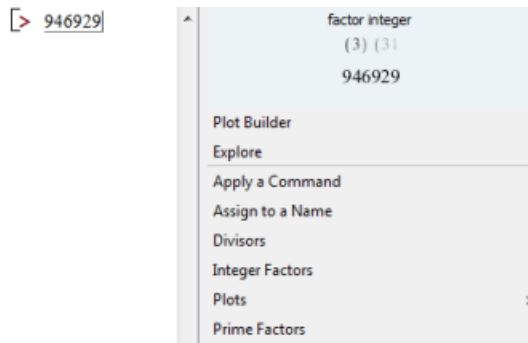 > 946929
factor integer
(3) (31
946929
Plot Builder
Explore
Apply a Command
Assign to a Name
Divisors
Integer Factors
Plots
Prime Factors